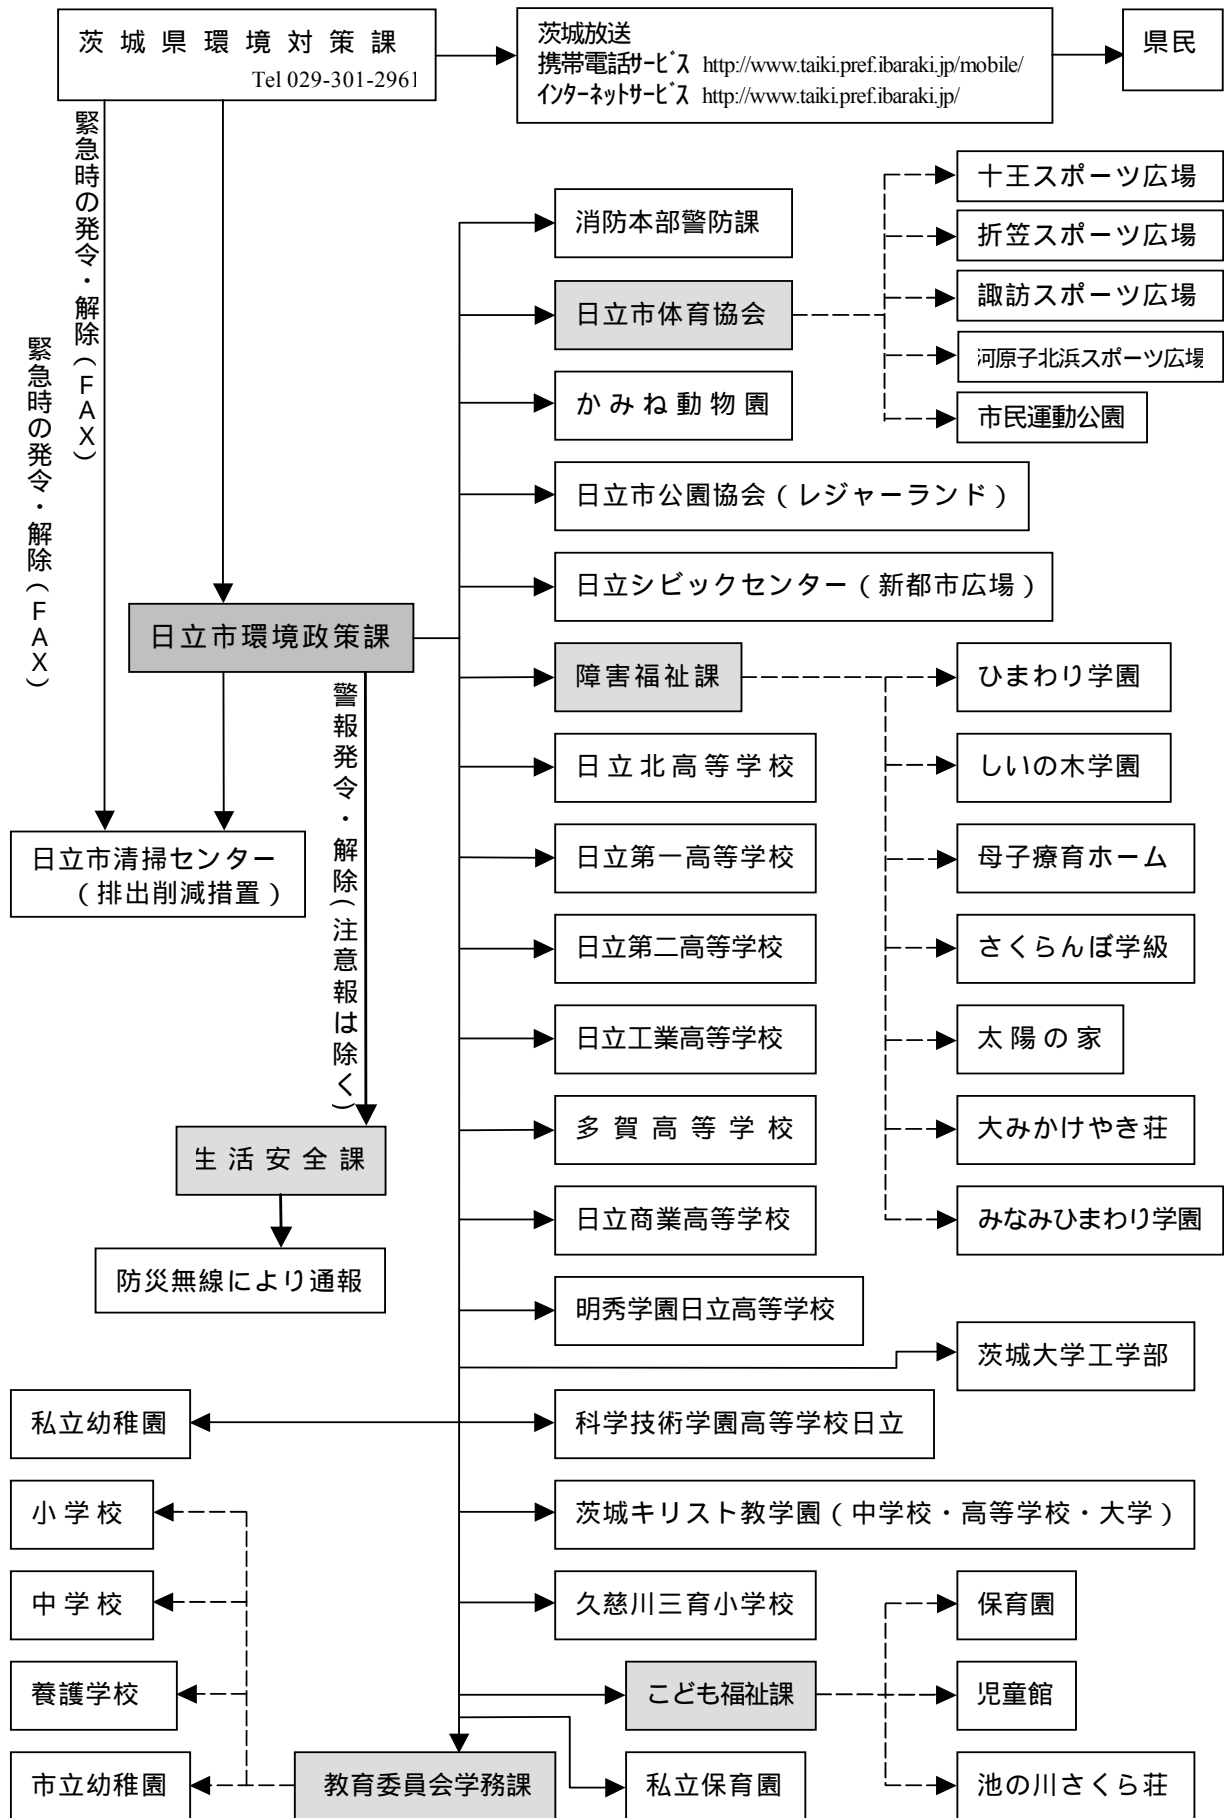 茨城県環境対策課
Tel 029-301-2961
茨城放送
携帯電話サービス http://www.taiki.pref.ibaraki.jp/mobile/
インターネットサービス http://www.taiki.pref.ibaraki.jp/
県民
緊急時の発令・解除(FAX)
緊急時の発令・解除(FAX)
消防本部警防課
日立市体育協会
かみね動物園
日立市公園協会(レジャーランド)
日立シビックセンター(新都市広場)
十王スポーツ広場
折笠スポーツ広場
諏訪スポーツ広場
河原子北浜スポーツ広場
市民運動公園
日立市環境政策課
警報発令・解除(注意報は除く)
日立市清掃センター
(排出削減措置)
生活安全課
防災無線により通報
障害福祉課
日立北高等学校
日立第一高等学校
日立第二高等学校
日立工業高等学校
多賀高等学校
日立商業高等学校
明秀学園日立高等学校
ひまわり学園
しいの木学園
母子療育ホーム
さくらんぼ学級
太陽の家
大みかけやき荘
みなみひまわり学園
茨城大学工学部
私立幼稚園
科学技術学園高等学校日立
小学校
茨城キリスト教学園(中学校・高等学校・大学)
中学校
久慈川三育小学校
保育園
養護学校
こども福祉課
児童館
市立幼稚園
教育委員会学務課
私立保育園
池の川さくら荘